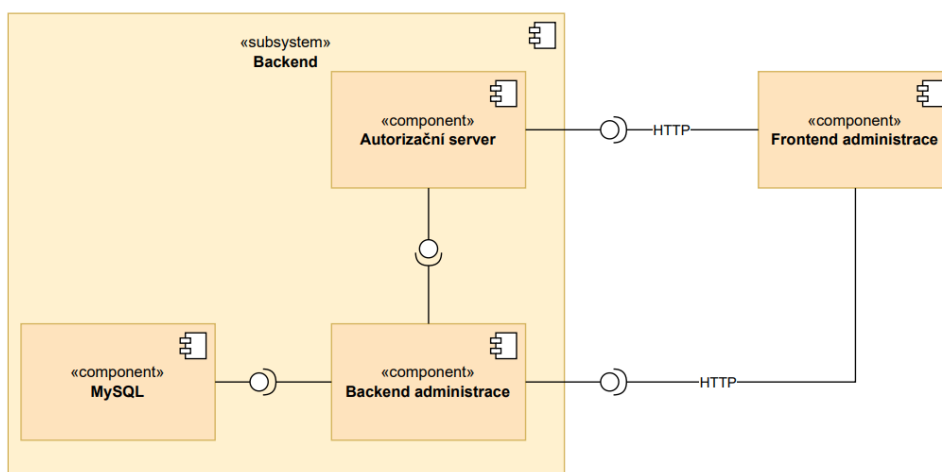 «subsystem»
Backend
«component»
Autorizační server
HTTP
«component»
Frontend administrace
«component»
MySQL
«component»
Backend administrace
HTTP